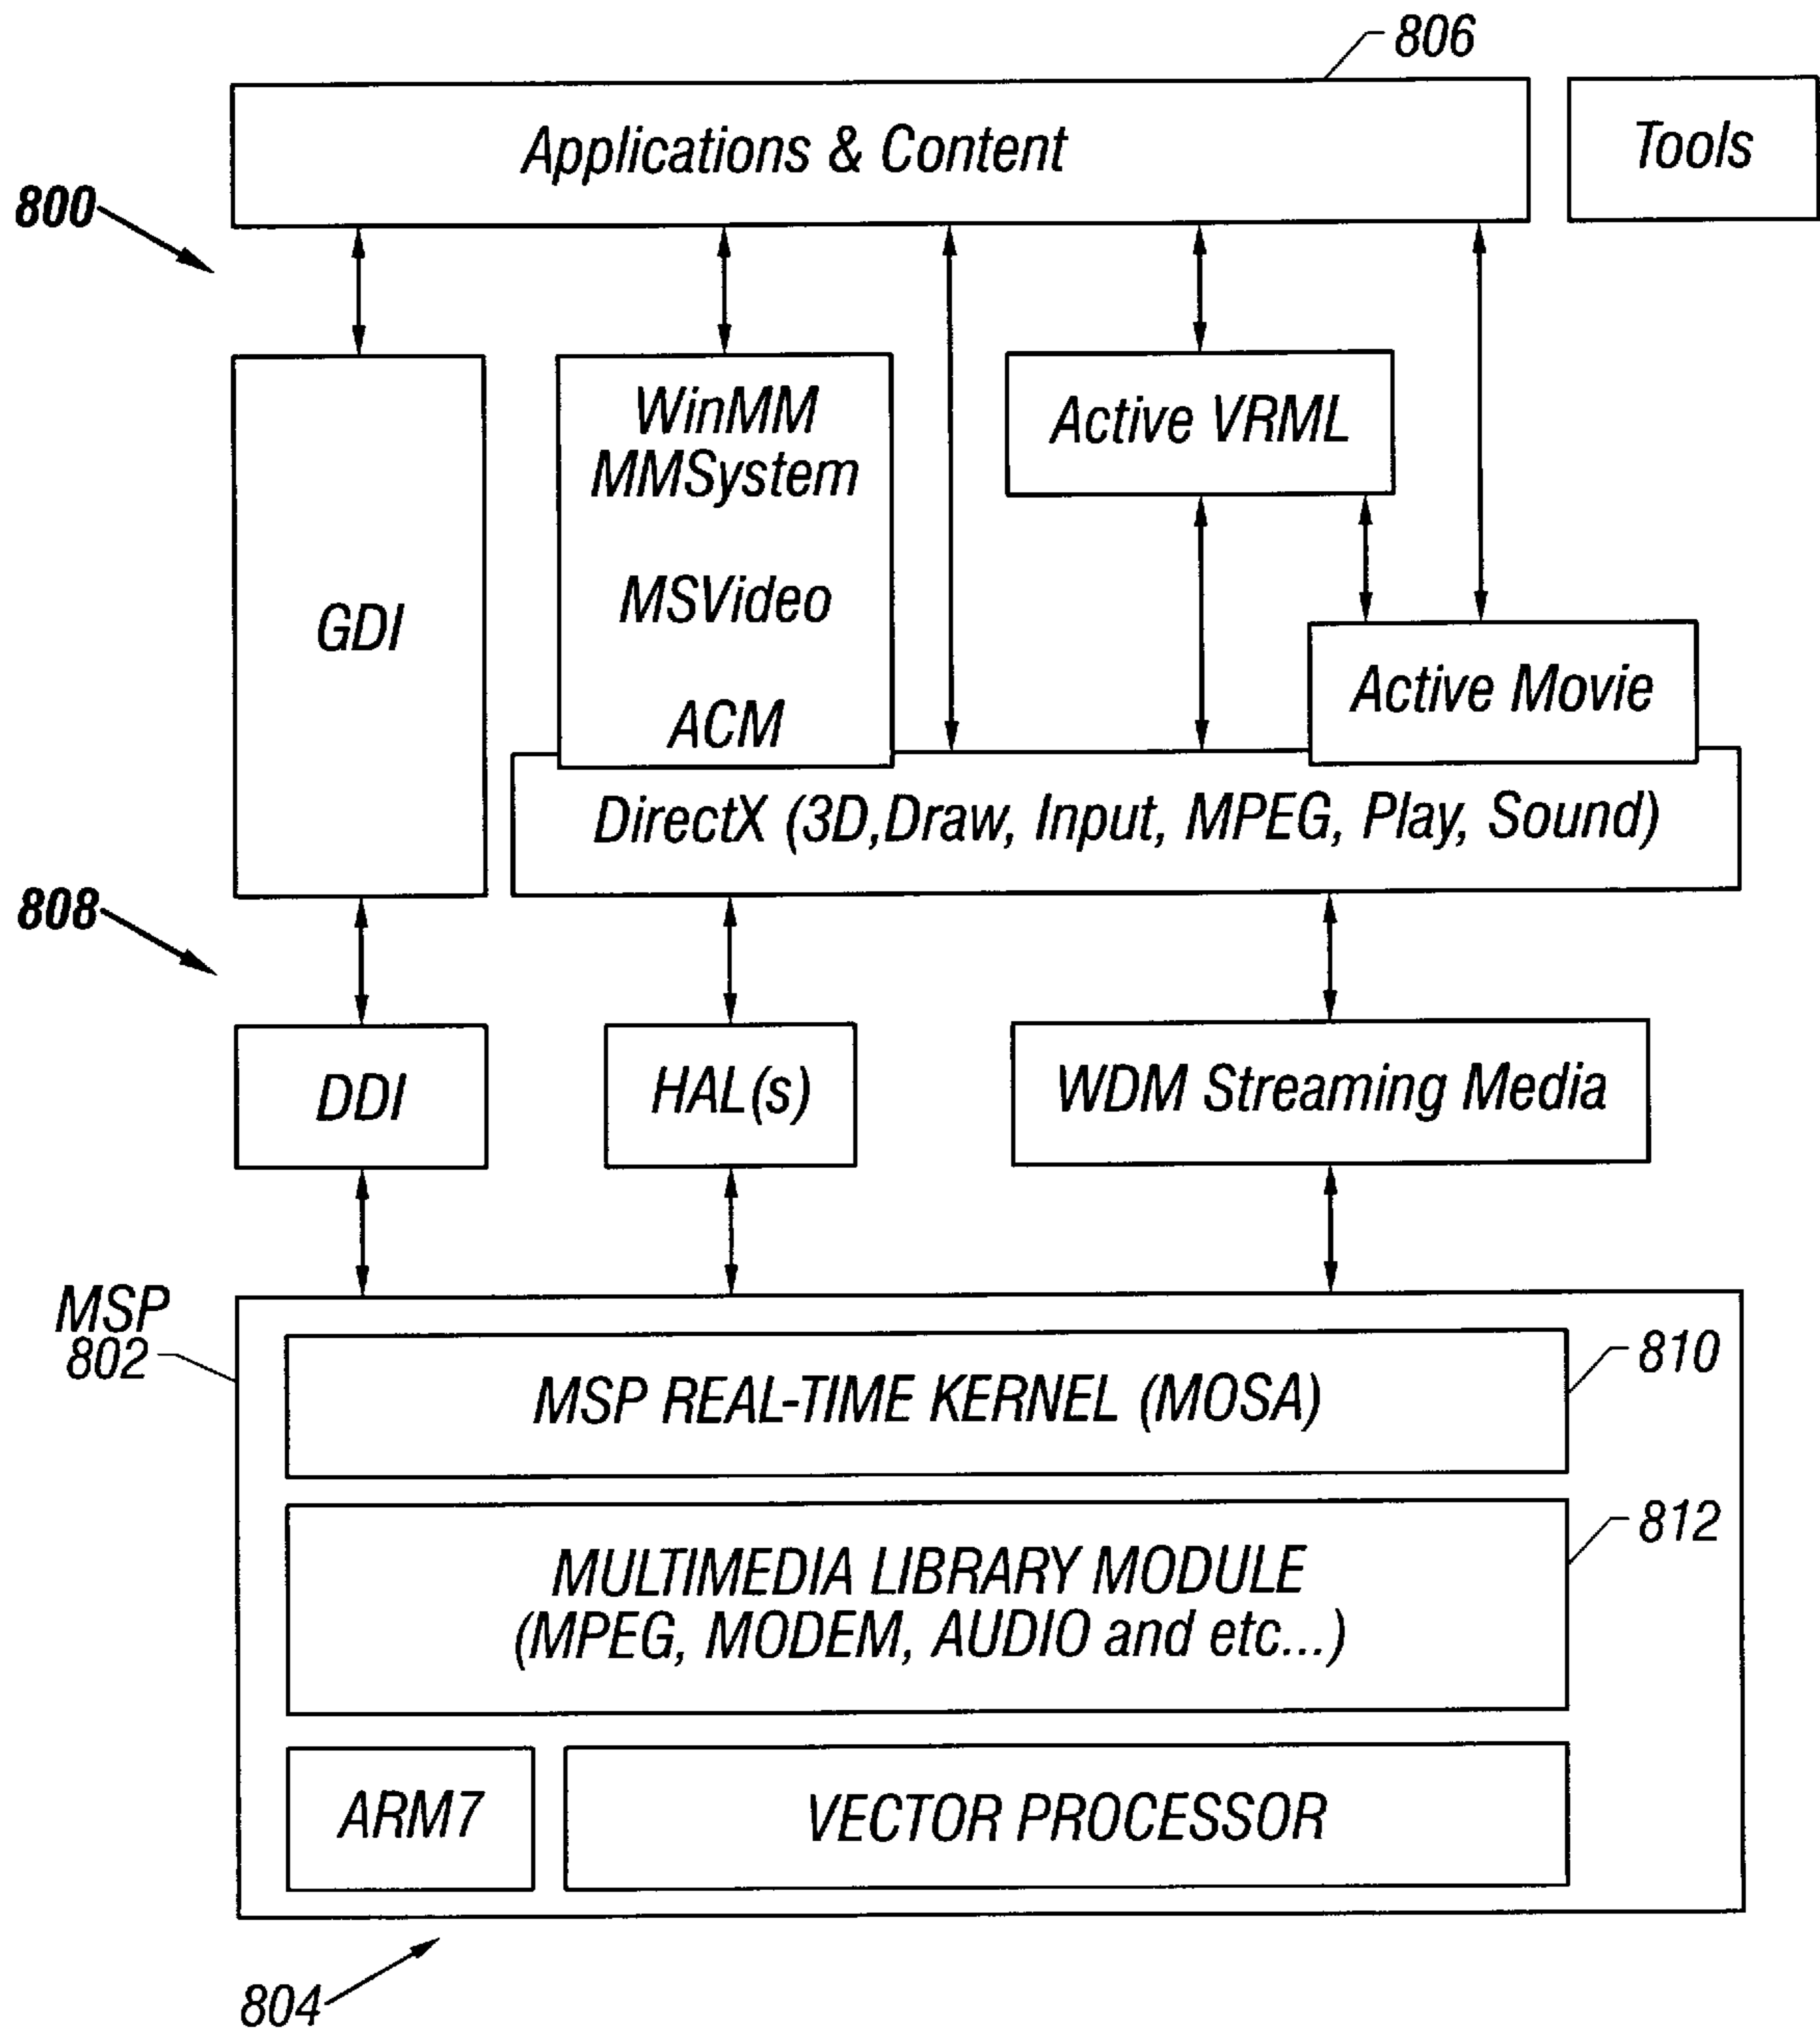 806
Applications & Content
Tools
800
GDI
WinMM
MMSystem
MSVideo
ACM
Active VRML
Active Movie
DirectX (3D,Draw, Input, MPEG, Play, Sound)
808
DDI
HAL(s)
WDM Streaming Media
MSP
802
MSP REAL-TIME KERNEL (MOSA)
810
MULTIMEDIA LIBRARY MODULE
(MPEG, MODEM, AUDIO and etc...)
812
ARM7
VECTOR PROCESSOR
804